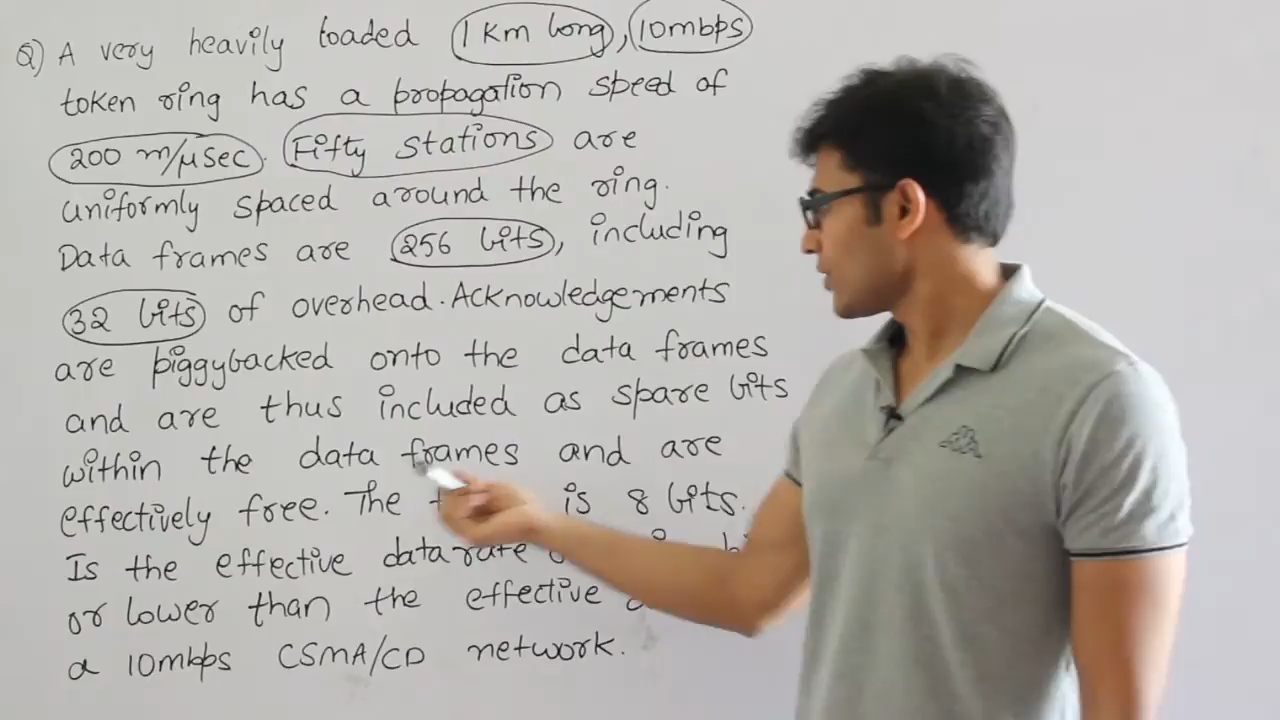 Q) A very heavily loaded 1 Km long, 10mbps
token ring has a propagation speed of
200 m/μsec. Fifty stations are
uniformly spaced around the ring.
Data frames are 256 bits, including
32 bits of overhead. Acknowledgements
are piggybacked onto the data frames
and are thus included as spare bits
within the data frames and are
effectively free. The is 8 bits.
Is the effective data rate
or lower than the effective
a 10mbps CSMA/CD network.